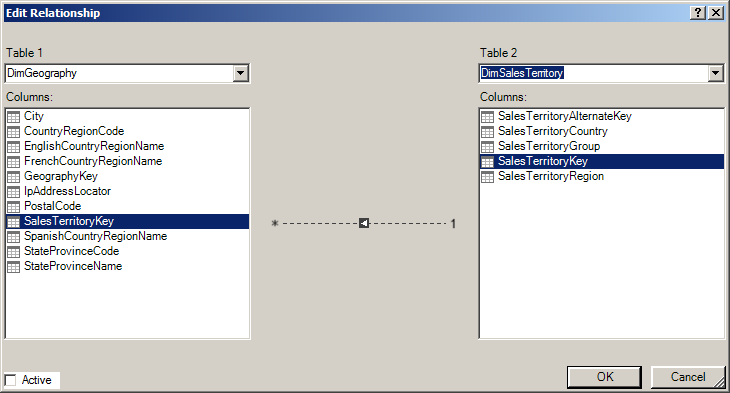 Edit Relationship
Table 1
DimGeography
Columns:
City
CountryRegionCode
EnglishCountryRegionName
FrenchCountryRegionName
GeographyKey
IpAddressLocator
PostalCode
SalesTerritoryKey
SpanishCountryRegionName
StateProvinceCode
StateProvinceName
* 1
Table 2
DimSalesTerritory
Columns:
SalesTerritoryAlternateKey
SalesTerritoryCountry
SalesTerritoryGroup
SalesTerritoryKey
SalesTerritoryRegion
Active
OK
Cancel